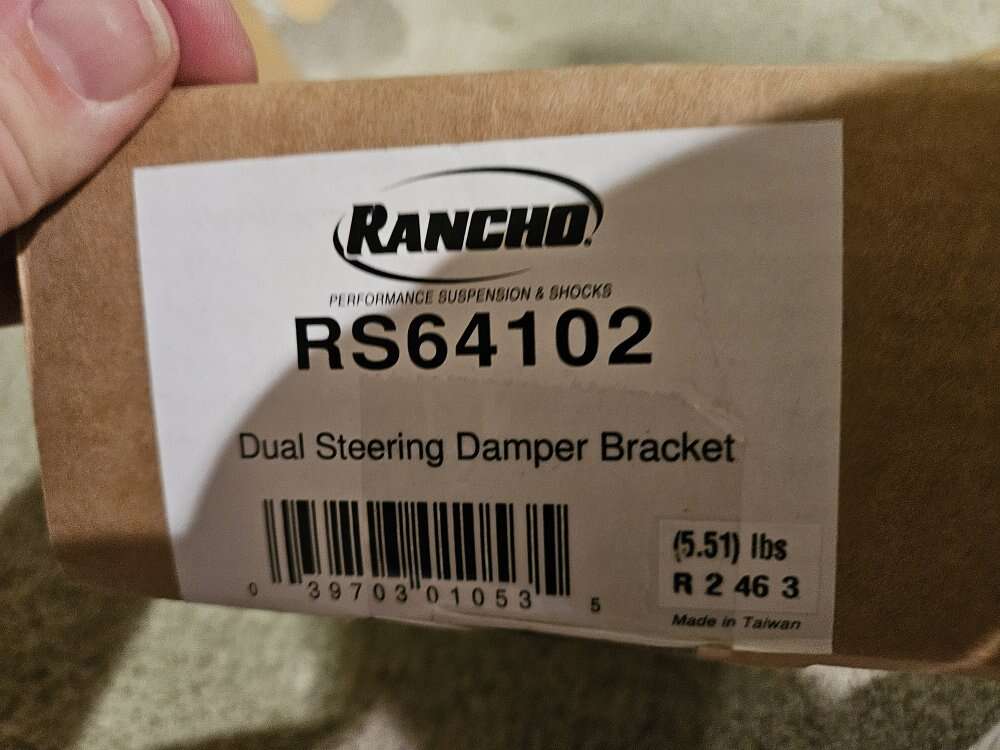 RANCHO.
PERFORMANCE SUSPENSION & SHOCKS
RS64102
Dual Steering Damper Bracket
0 39703 01053 5
(5.51) lbs
R 2 46 3
Made in Taiwan